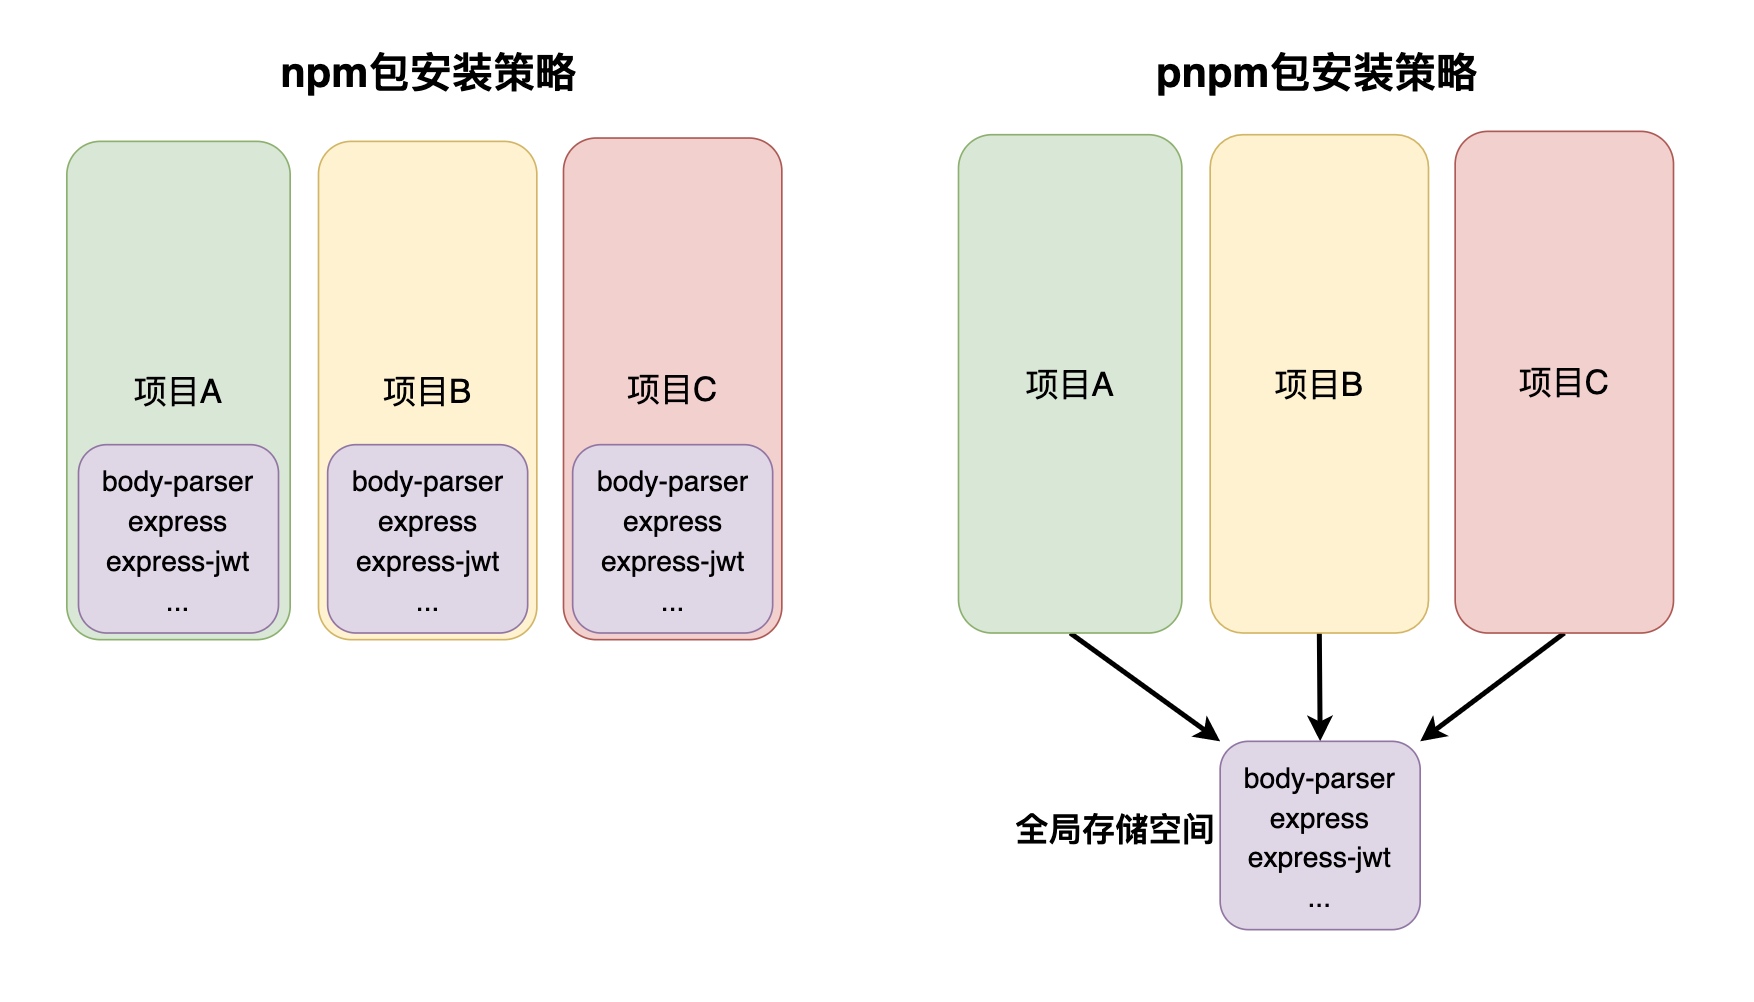 npm包安装策略
项目A
body-parser
express
express-jwt
...
项目B
body-parser
express
express-jwt
...
项目C
body-parser
express
express-jwt
...
pnpm包安装策略
项目A
项目B
项目C
全局存储空间
body-parser
express
express-jwt
...